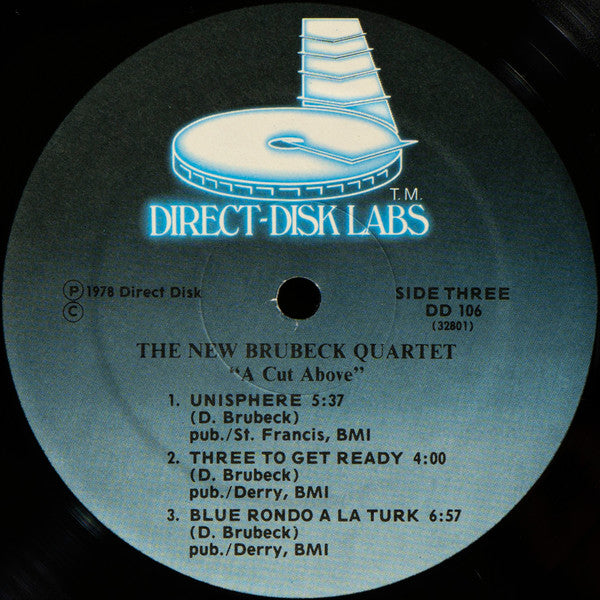 T.M.
DIRECT-DISK LABS
Ⓟ 1978 Direct Disk
Ⓒ
SIDE THREE
DD 106
(32801)
THE NEW BRUBECK QUARTET
"A Cut Above"
1. UNISPHERE 5:37
(D. Brubeck)
pub./St. Francis, BMI
2. THREE TO GET READY 4:00
(D. Brubeck)
pub./Derry, BMI
3. BLUE RONDO A LA TURK 6:57
(D. Brubeck)
pub./Derry, BMI